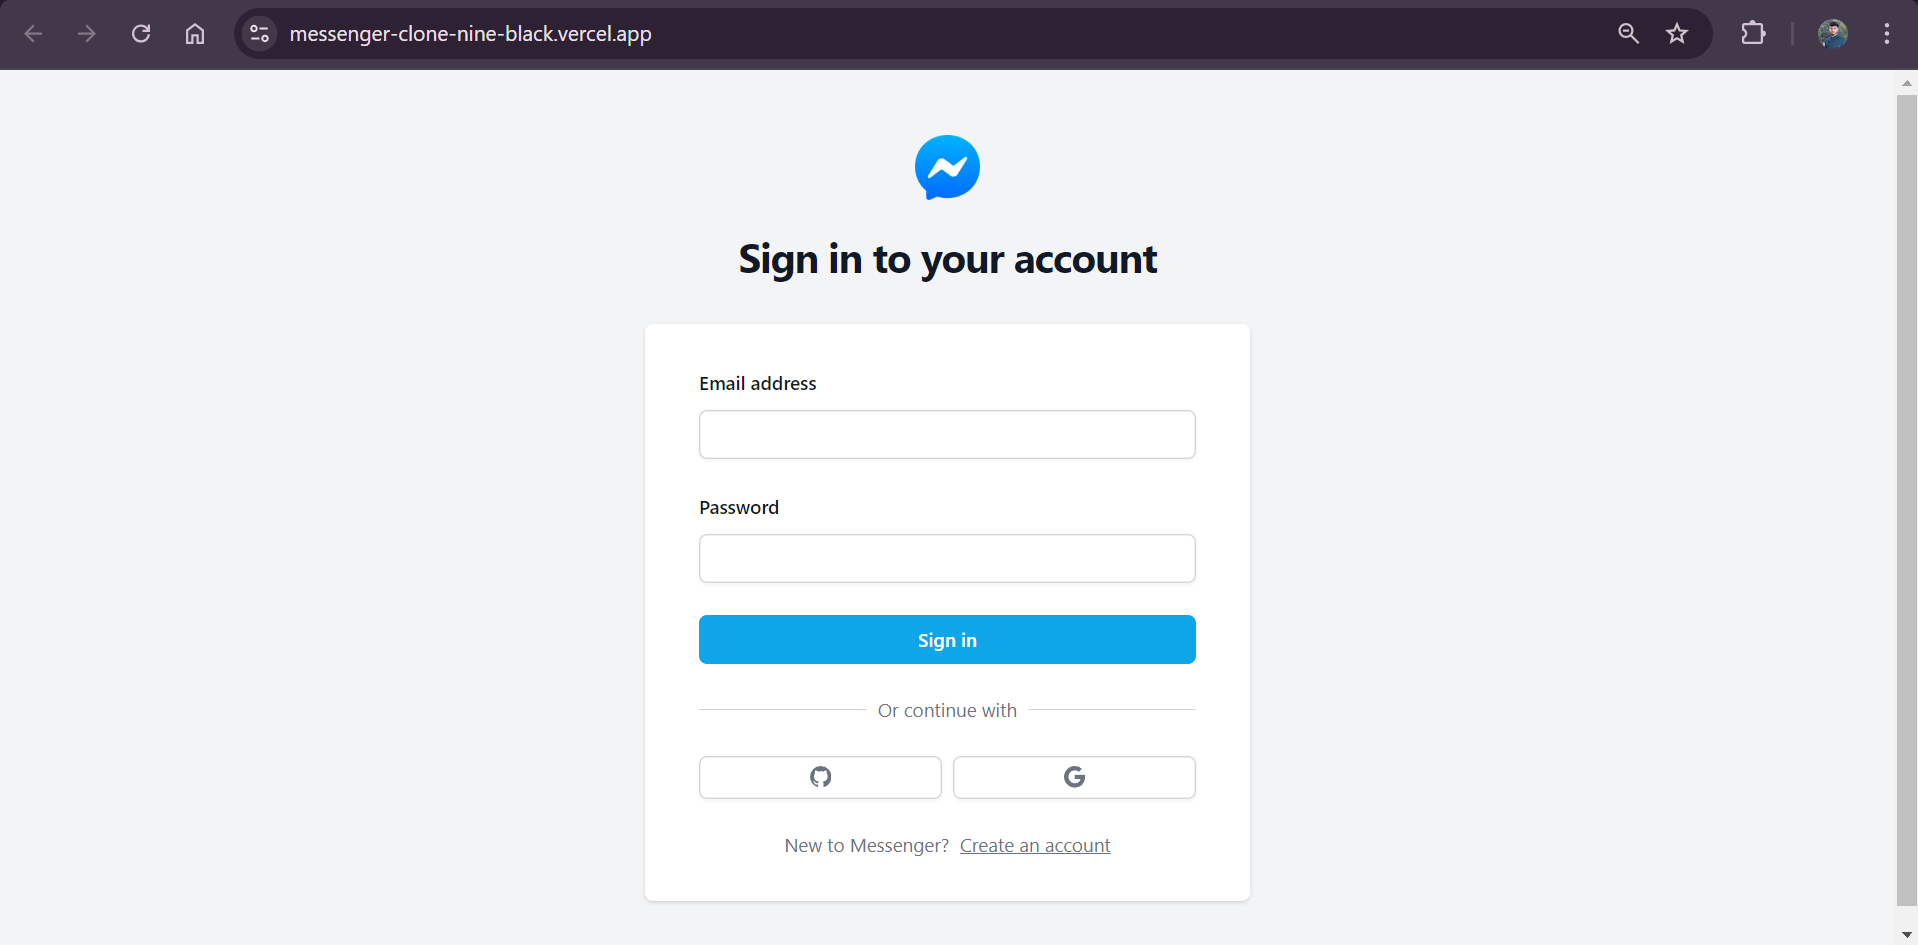 messenger-clone-nine-black.vercel.app
Sign in to your account
Email address
Password
Sign in
Or continue with
New to Messenger? Create an account